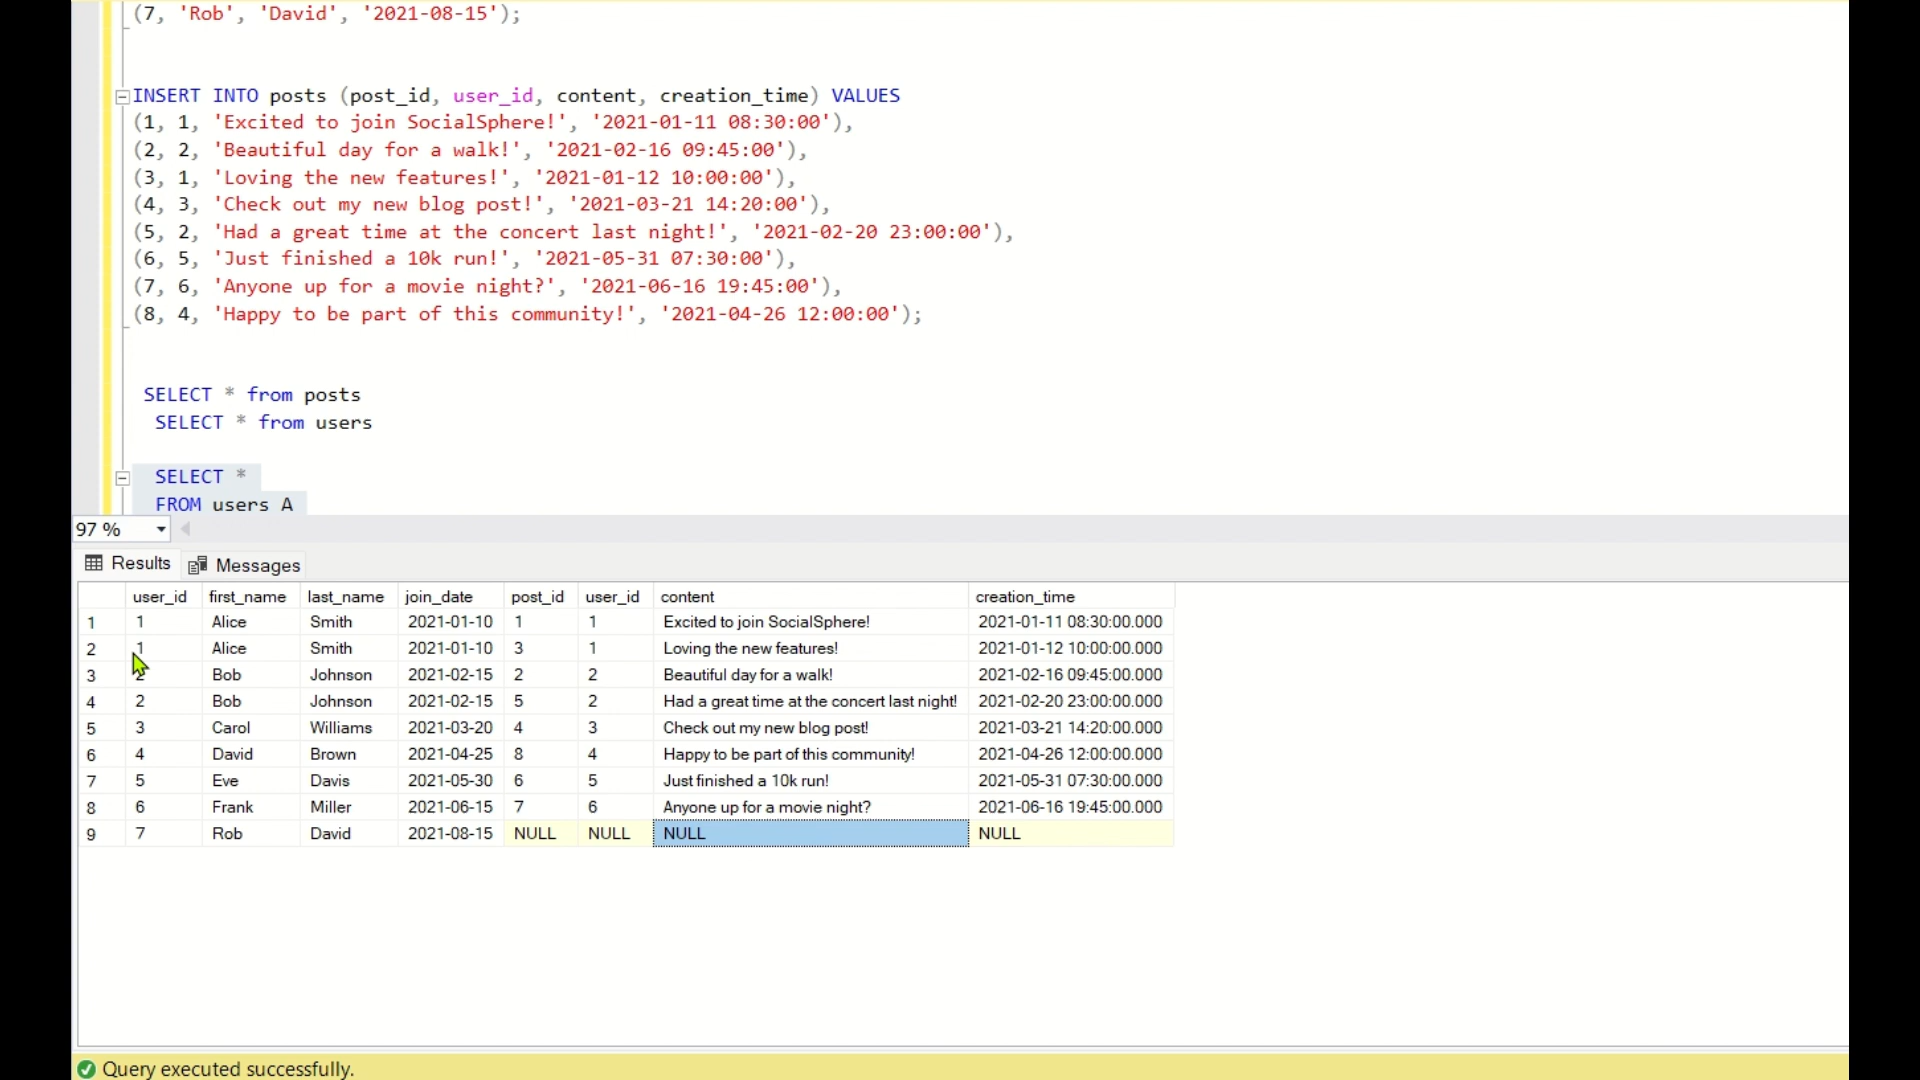 (7, 'Rob', 'David', '2021-08-15');
INSERT INTO posts (post_id, user_id, content, creation_time) VALUES
(1, 1, 'Excited to join SocialSphere!', '2021-01-11 08:30:00'),
(2, 2, 'Beautiful day for a walk!', '2021-02-16 09:45:00'),
(3, 1, 'Loving the new features!', '2021-01-12 10:00:00'),
(4, 3, 'Check out my new blog post!', '2021-03-21 14:20:00'),
(5, 2, 'Had a great time at the concert last night!', '2021-02-20 23:00:00'),
(6, 5, 'Just finished a 10k run!', '2021-05-31 07:30:00'),
(7, 6, 'Anyone up for a movie night?', '2021-06-16 19:45:00'),
(8, 4, 'Happy to be part of this community!', '2021-04-26 12:00:00');
SELECT * from posts
SELECT * from users
SELECT *
FROM users A
97 %
Results Messages
user_id first_name last_name join_date post_id user_id content creation_time
1 1 Alice Smith 2021-01-10 1 1 Excited to join SocialSphere! 2021-01-11 08:30:00.000
2 1 Alice Smith 2021-01-10 3 1 Loving the new features! 2021-01-12 10:00:00.000
3 2 Bob Johnson 2021-02-15 2 2 Beautiful day for a walk! 2021-02-16 09:45:00.000
4 2 Bob Johnson 2021-02-15 5 2 Had a great time at the concert last night! 2021-02-20 23:00:00.000
5 3 Carol Williams 2021-03-20 4 3 Check out my new blog post! 2021-03-21 14:20:00.000
6 4 David Brown 2021-04-25 8 4 Happy to be part of this community! 2021-04-26 12:00:00.000
7 5 Eve Davis 2021-05-30 6 5 Just finished a 10k run! 2021-05-31 07:30:00.000
8 6 Frank Miller 2021-06-15 7 6 Anyone up for a movie night? 2021-06-16 19:45:00.000
9 7 Rob David 2021-08-15 NULL NULL NULL NULL
Query executed successfully.